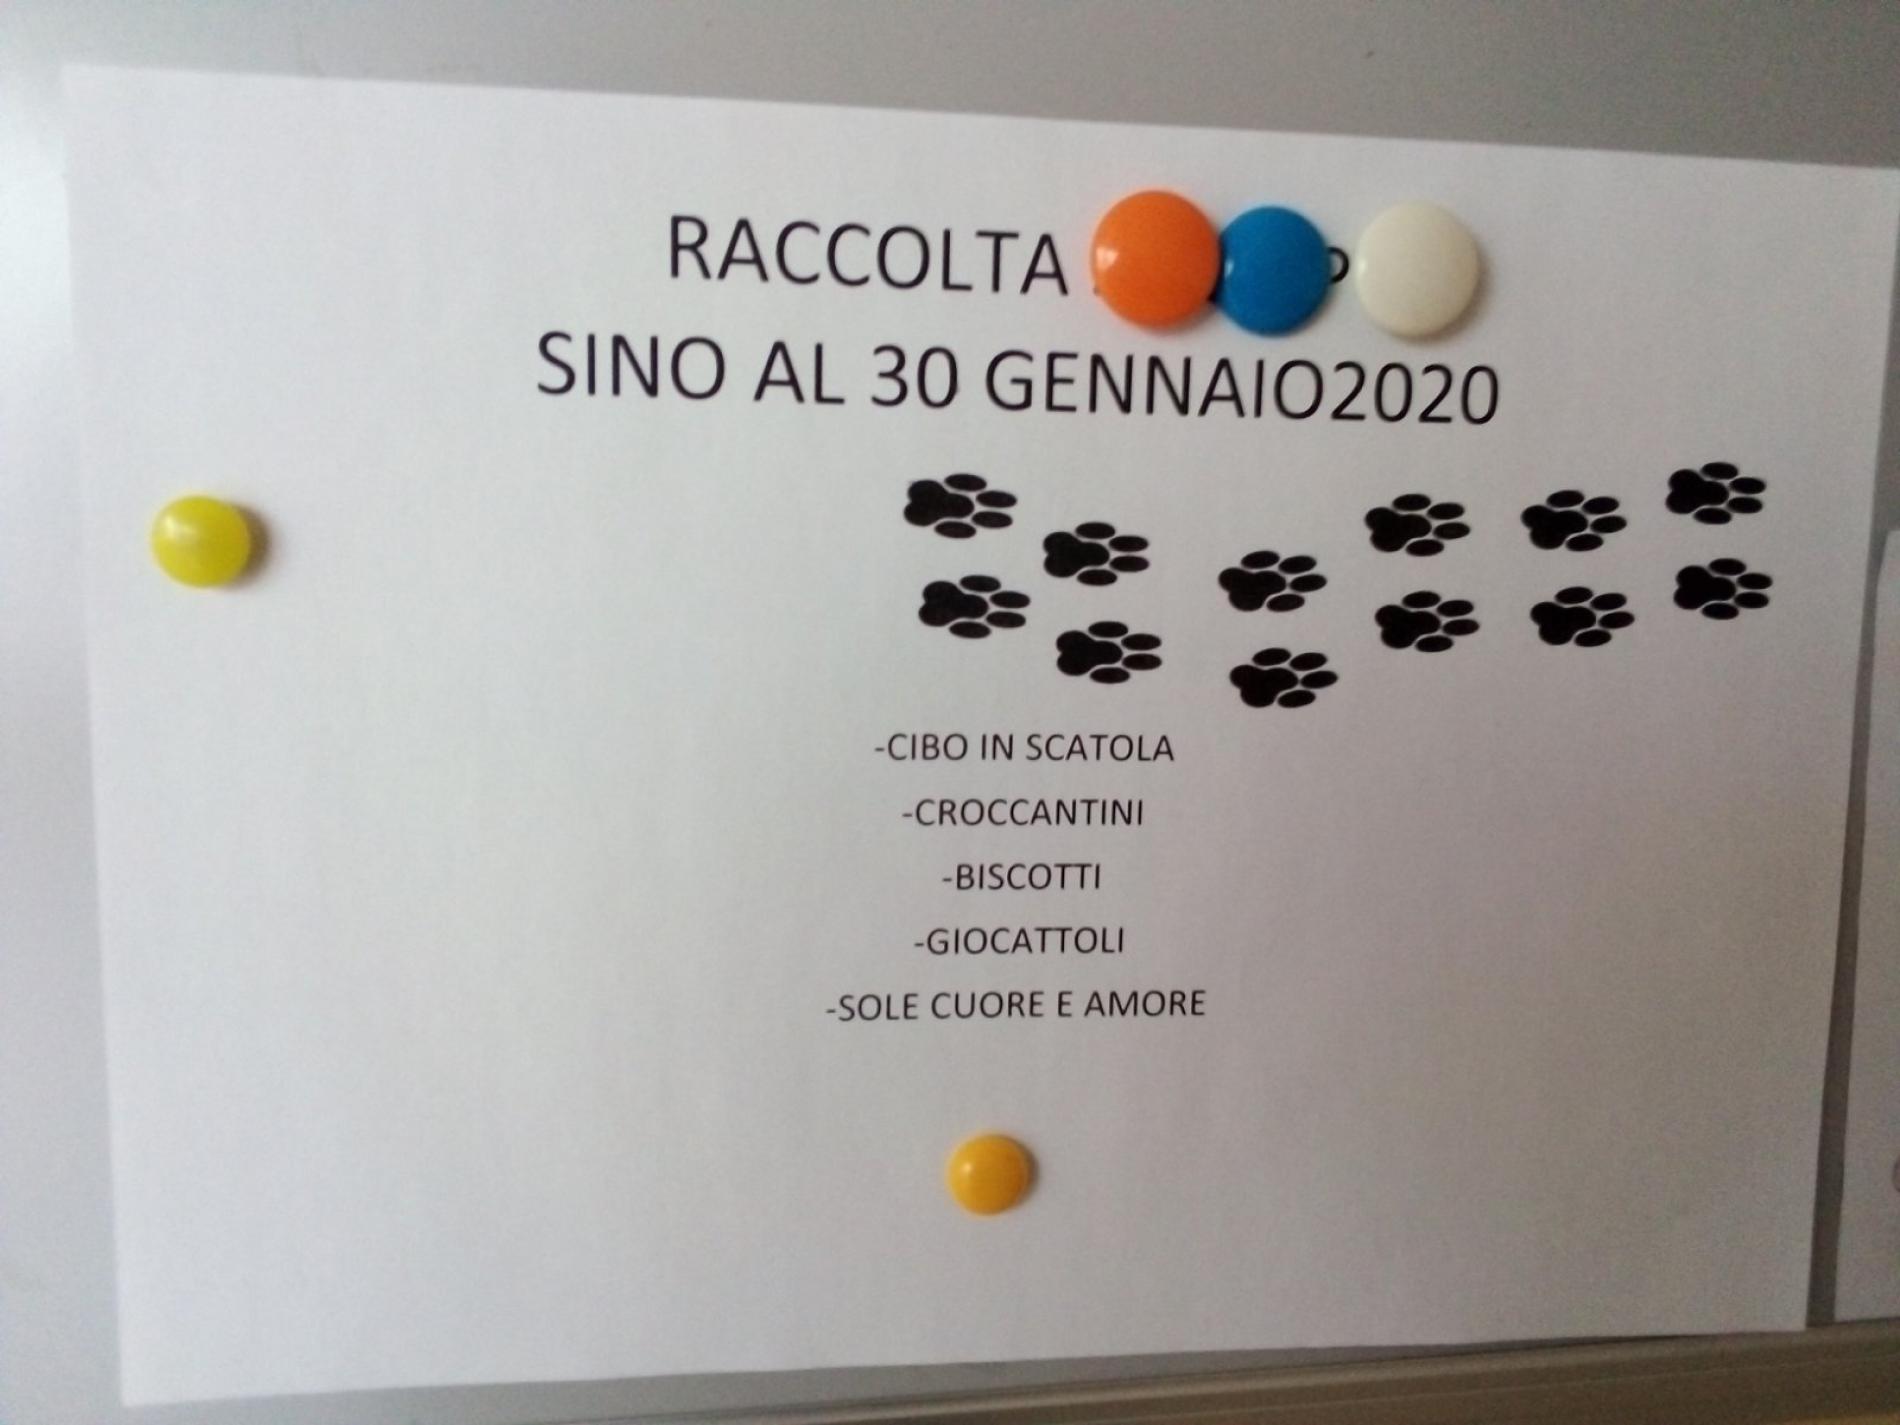 RACCOLTA
SINO AL 30 GENNAIO2020
-CIBO IN SCATOLA
-CROCCANTINI
-BISCOTTI
-GIOCATTOLI
-SOLE CUORE E AMORE